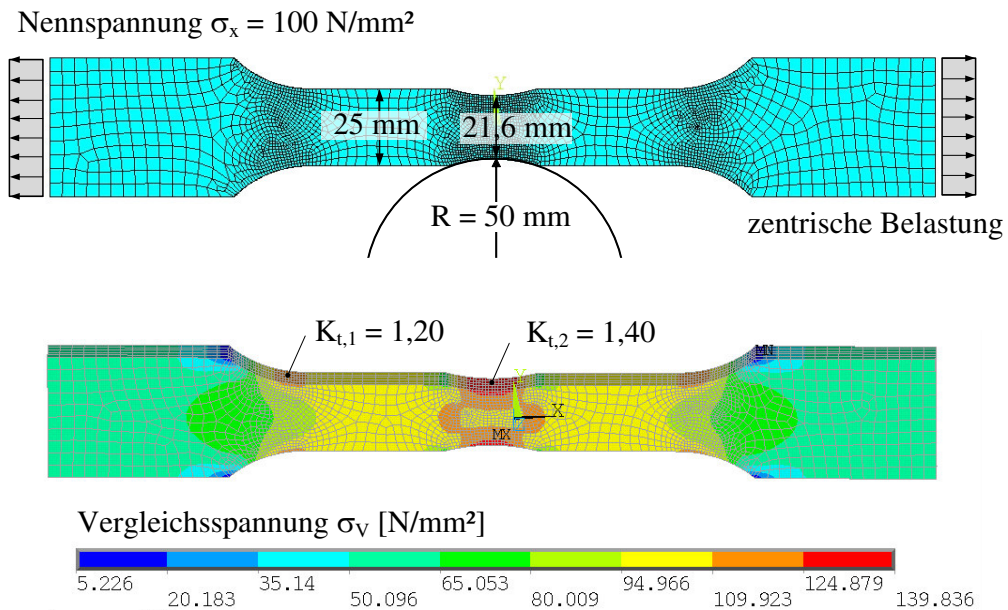 Nennspannung σx = 100 N/mm²
Y
25 mm
21,6 mm
R = 50 mm
zentrische Belastung
Kt,1 = 1,20
Kt,2 = 1,40
MN
Y
X
Z
MX
Vergleichsspannung σV [N/mm²]
5.226
35.14
65.053
94.966
124.879
20.183
50.096
80.009
109.923
139.836